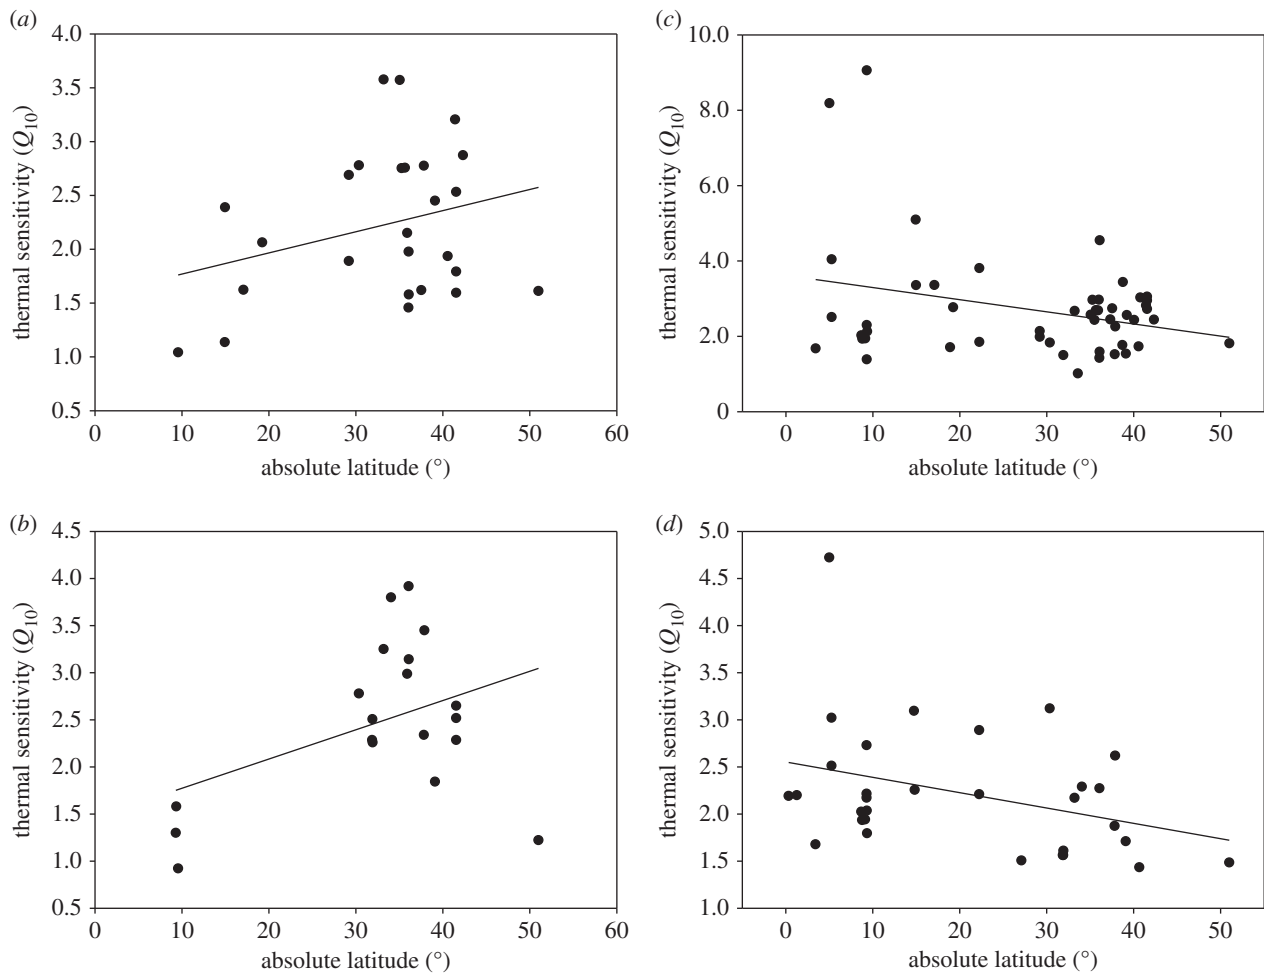 (a)
4.0
3.5
3.0
2.5
2.0
1.5
1.0
0.5
thermal sensitivity (Q10)
0 10 20 30 40 50 60
absolute latitude (°)
(c)
10.0
8.0
6.0
4.0
2.0
0
thermal sensitivity (Q10)
0 10 20 30 40 50
absolute latitude (°)
(b)
4.5
4.0
3.5
3.0
2.5
2.0
1.5
1.0
0.5
thermal sensitivity (Q10)
0 10 20 30 40 50 60
absolute latitude (°)
(d)
5.0
4.5
4.0
3.5
3.0
2.5
2.0
1.5
1.0
thermal sensitivity (Q10)
0 10 20 30 40 50
absolute latitude (°)